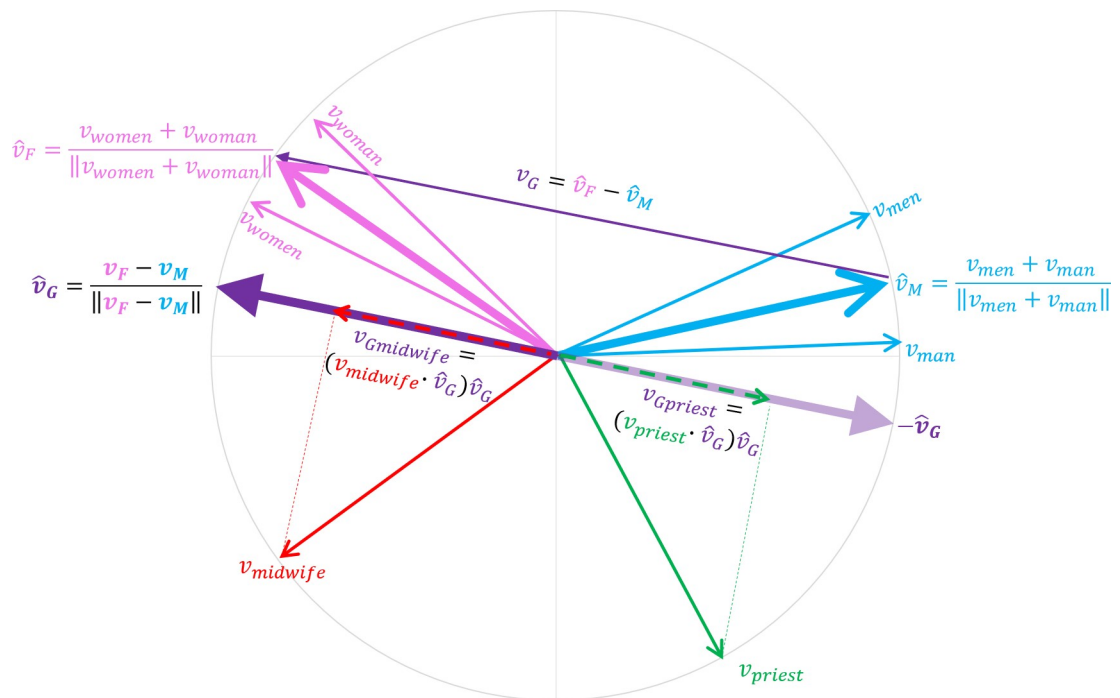 v_woman
v̂_F = (v_women + v_woman) / ‖v_women + v_woman‖
v_G = v̂_F − v̂_M
v_men
v_women
v̂_G = (v_F − v_M) / ‖v_F − v_M‖
v̂_M = (v_men + v_man) / ‖v_men + v_man‖
v_man
v_Gmidwife =
(v_midwife · v̂_G)v̂_G
v_Gpriest =
(v_priest · v̂_G)v̂_G
−v̂_G
v_midwife
v_priest